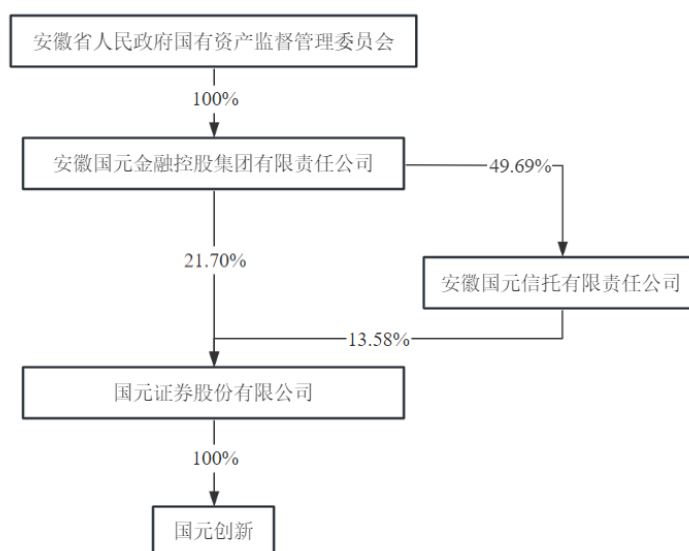 安徽省人民政府国有资产监督管理委员会
100%
安徽国元金融控股集团有限责任公司
49.69%
21.70%
安徽国元信托有限责任公司
13.58%
国元证券股份有限公司
100%
国元创新